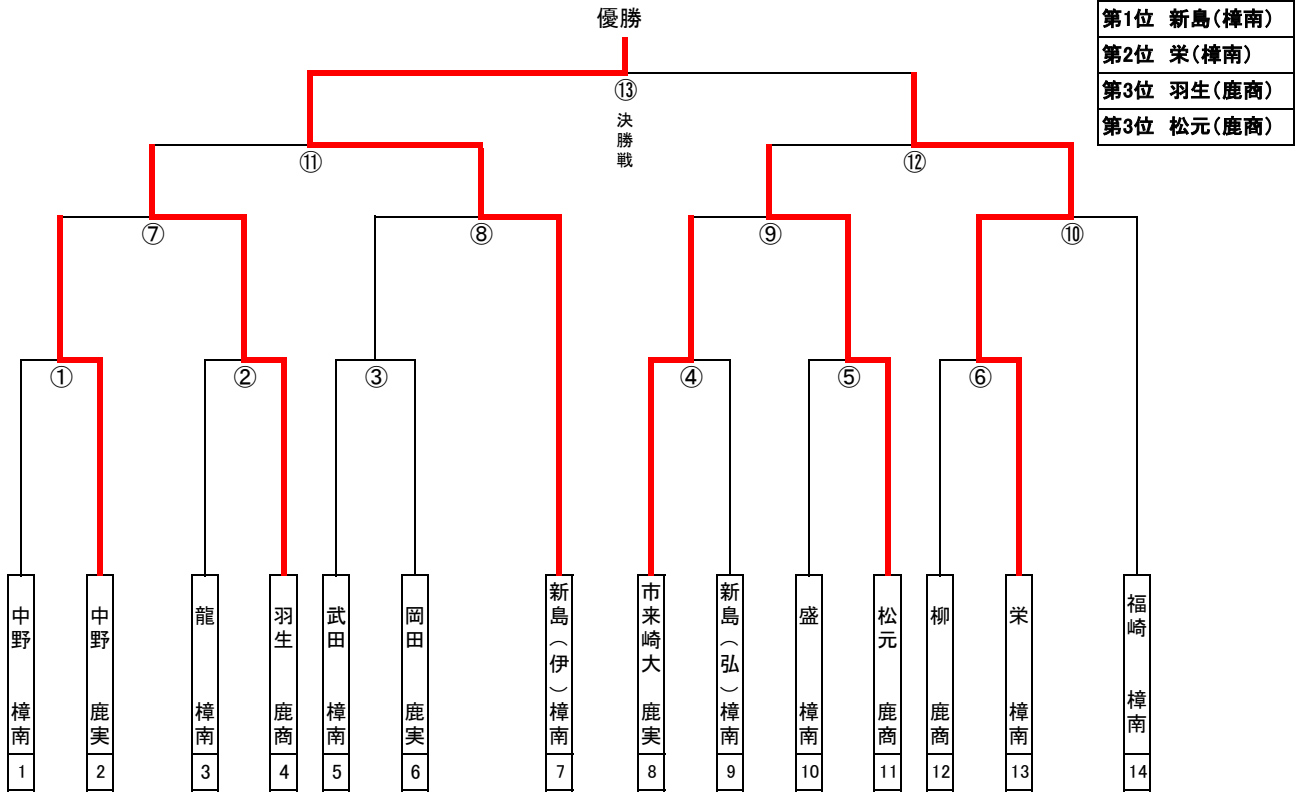 優勝
第1位 新島(樟南)
第2位 栄(樟南)
第3位 羽生(鹿商)
第3位 松元(鹿商)
⑬
決勝戦
⑪
⑫
⑦
⑧
⑨
⑩
①
②
③
④
⑤
⑥
中野 樟南
中野 鹿実
龍 樟南
羽生 鹿商
武田 樟南
岡田 鹿実
新島(伊)樟南
市来崎大 鹿実
新島(弘)樟南
盛 樟南
松元 鹿商
柳 鹿商
栄 樟南
福崎 樟南
1 2 3 4 5 6 7 8 9 10 11 12 13 14